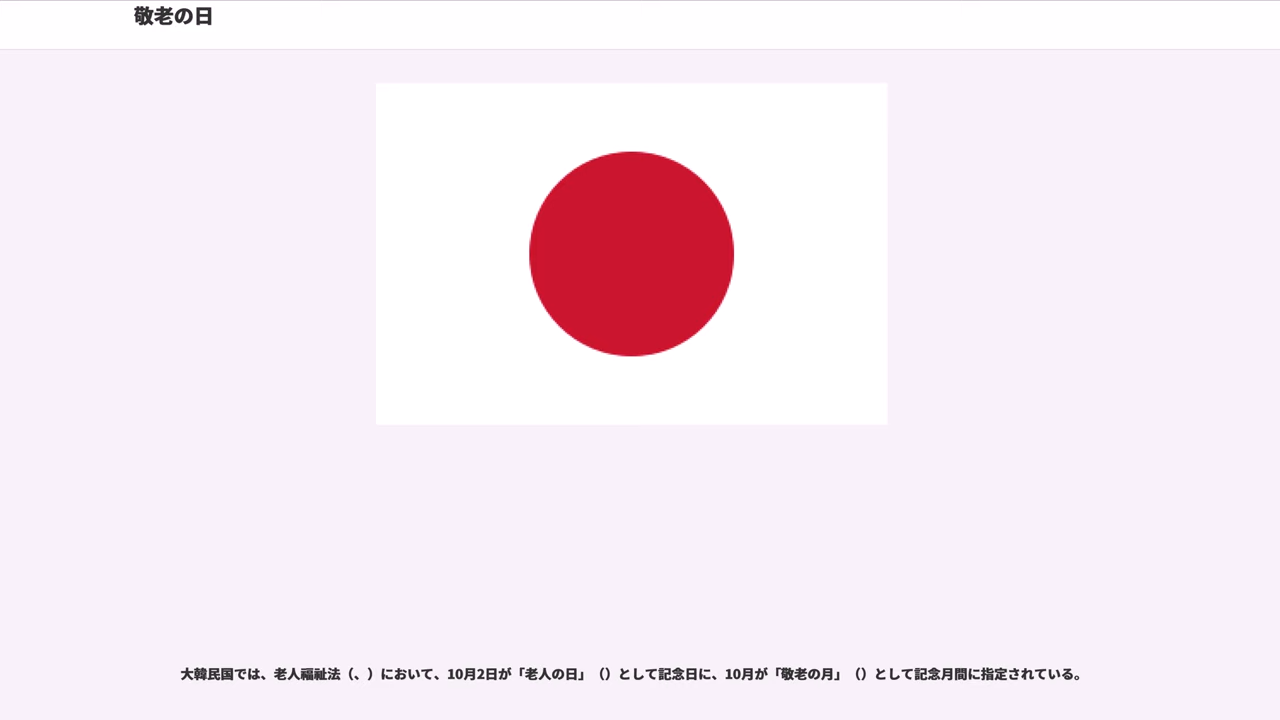 敬老の日
大韓民国では、老人福祉法（、）において、10月2日が「老人の日」（）として記念日に、10月が「敬老の月」（）として記念月間に指定されている。